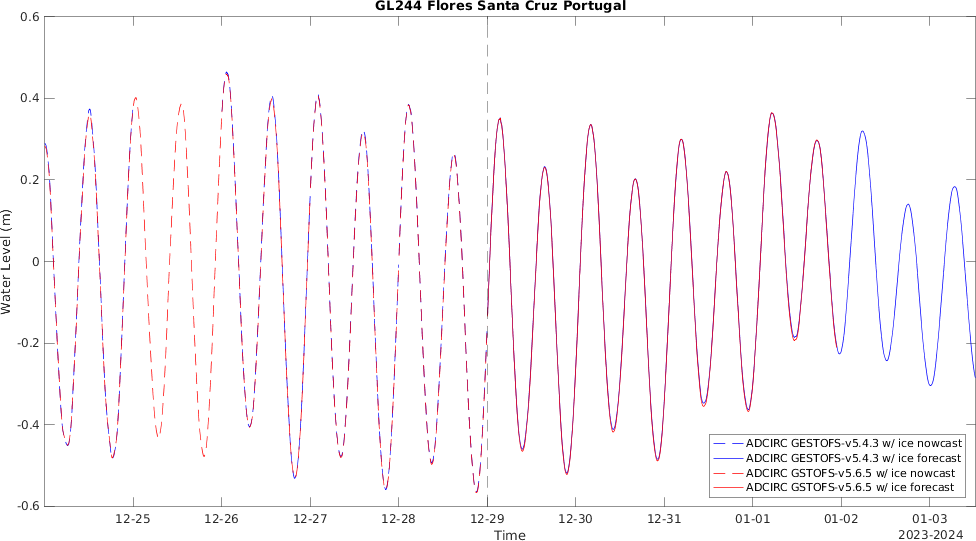 GL244 Flores Santa Cruz Portugal
0.6
0.4
0.2
0
-0.2
-0.4
-0.6
Water Level (m)
ADCIRC GESTOFS-v5.4.3 w/ ice nowcast
ADCIRC GESTOFS-v5.4.3 w/ ice forecast
ADCIRC GSTOFS-v5.6.5 w/ ice nowcast
ADCIRC GSTOFS-v5.6.5 w/ ice forecast
12-25 12-26 12-27 12-28 12-29 12-30 12-31 01-01 01-02 01-03
Time
2023-2024